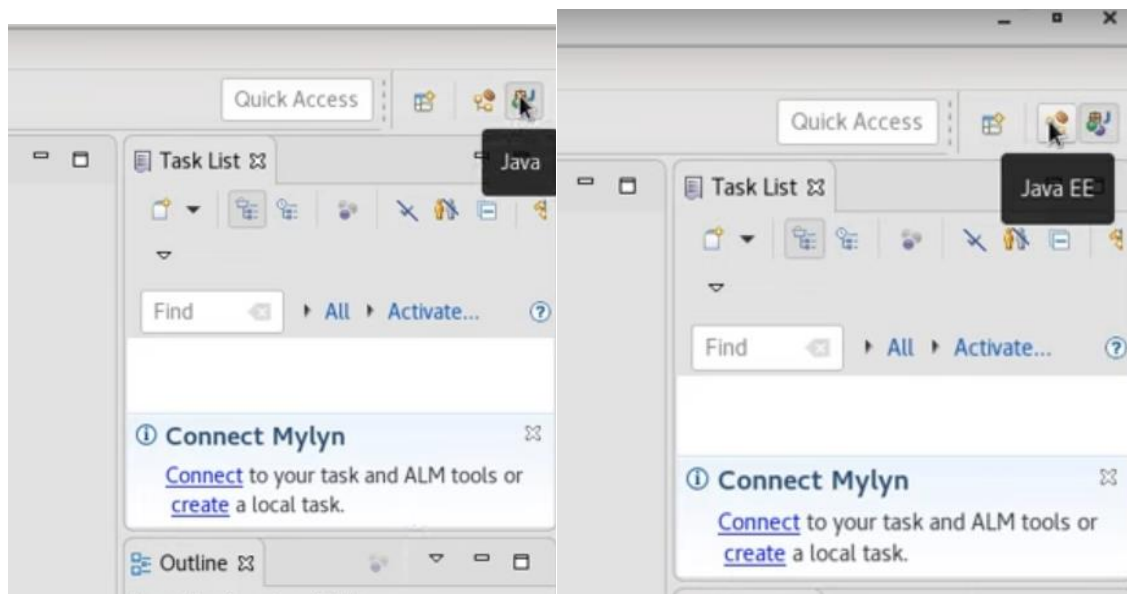 Quick Access
Java
Task List
Find
All
Activate...
Connect Mylyn
Connect to your task and ALM tools or
create a local task.
Outline
Quick Access
Java EE
Task List
Find
All
Activate...
Connect Mylyn
Connect to your task and ALM tools or
create a local task.